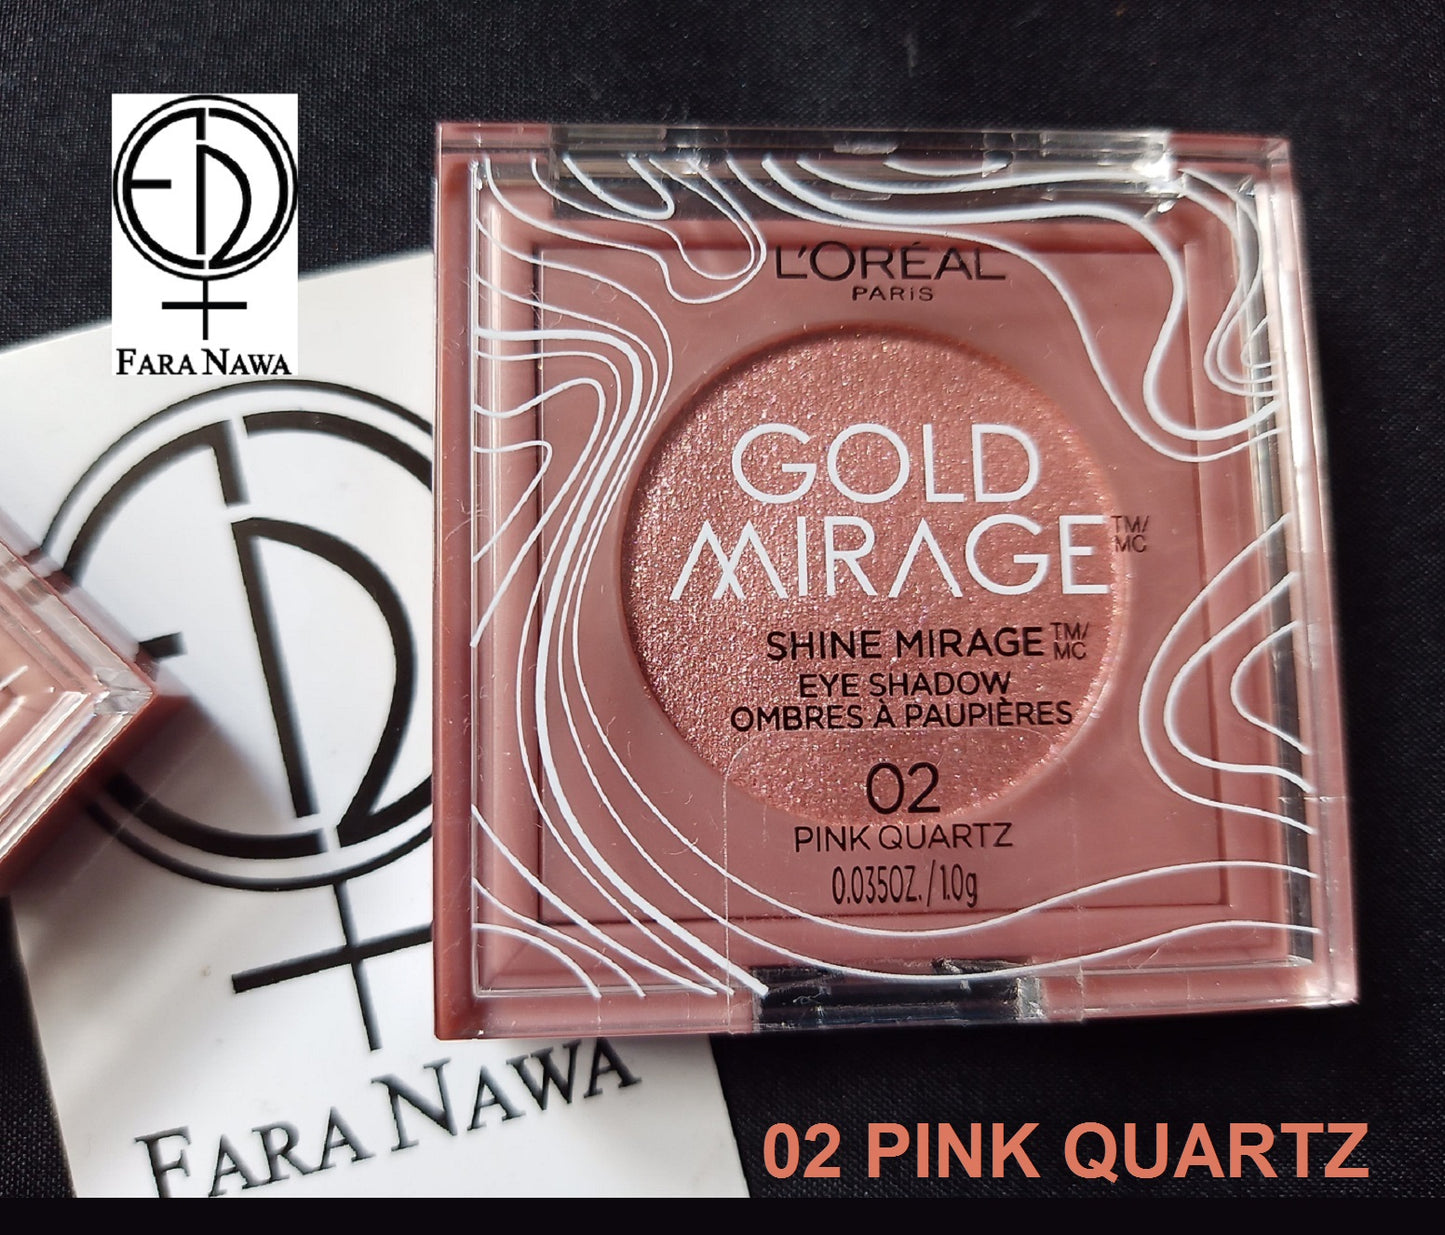 FARA NAWA
L'ORÉAL
PARIS
GOLD
MIRAGE TM/
MC
SHINE MIRAGE TM/
MC
EYE SHADOW
OMBRES À PAUPIÈRES
02
PINK QUARTZ
0.035OZ./1.0g
FARA NAWA
02 PINK QUARTZ